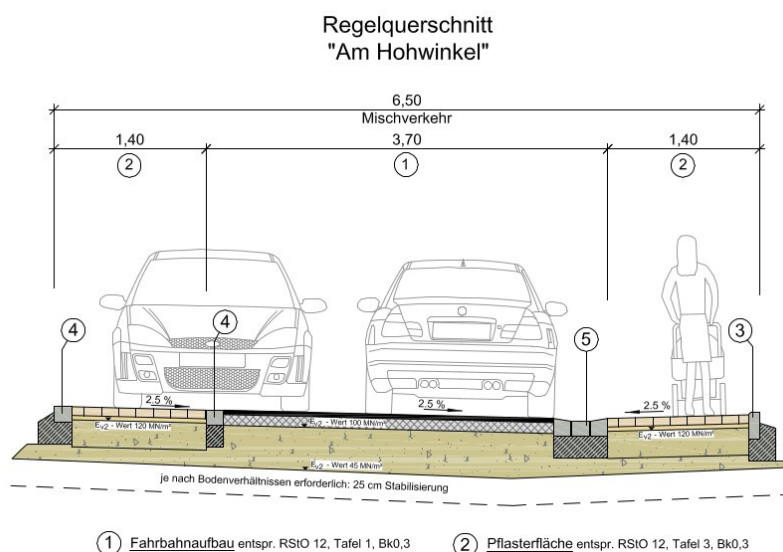 Regelquerschnitt
"Am Hohwinkel"
6,50
Mischverkehr
1,40 3,70 1,40
2 1 2
4 4 5 3
2.5 % 2.5 % 2.5 %
Ev2 - Wert 120 MN/m² Ev2 - Wert 100 MN/m² Ev2 - Wert 120 MN/m²
Ev2 - Wert 45 MN/m²
je nach Bodenverhältnissen erforderlich: 25 cm Stabilisierung
1 Fahrbahnaufbau entspr. RStO 12, Tafel 1, Bk0,3 2 Pflasterfläche entspr. RStO 12, Tafel 3, Bk0,3